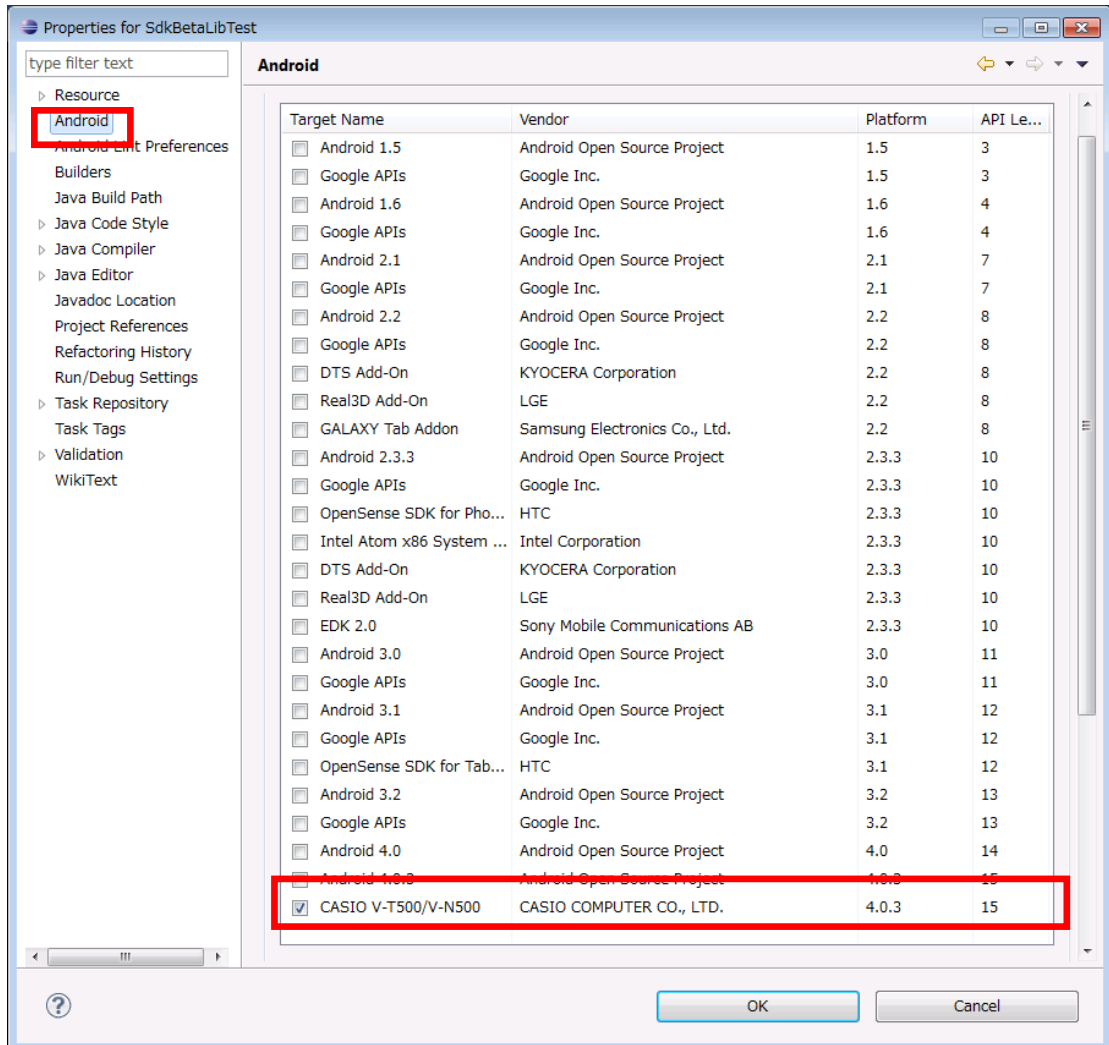 Properties for SdkBetaLibTest
type filter text
Android
Resource
Android
Android Lint Preferences
Builders
Java Build Path
Java Code Style
Java Compiler
Java Editor
Javadoc Location
Project References
Refactoring History
Run/Debug Settings
Task Repository
Task Tags
Validation
WikiText
Target Name Vendor Platform API Le...
Android 1.5 Android Open Source Project 1.5 3
Google APIs Google Inc. 1.5 3
Android 1.6 Android Open Source Project 1.6 4
Google APIs Google Inc. 1.6 4
Android 2.1 Android Open Source Project 2.1 7
Google APIs Google Inc. 2.1 7
Android 2.2 Android Open Source Project 2.2 8
Google APIs Google Inc. 2.2 8
DTS Add-On KYOCERA Corporation 2.2 8
Real3D Add-On LGE 2.2 8
GALAXY Tab Addon Samsung Electronics Co., Ltd. 2.2 8
Android 2.3.3 Android Open Source Project 2.3.3 10
Google APIs Google Inc. 2.3.3 10
OpenSense SDK for Pho... HTC 2.3.3 10
Intel Atom x86 System ... Intel Corporation 2.3.3 10
DTS Add-On KYOCERA Corporation 2.3.3 10
Real3D Add-On LGE 2.3.3 10
EDK 2.0 Sony Mobile Communications AB 2.3.3 10
Android 3.0 Android Open Source Project 3.0 11
Google APIs Google Inc. 3.0 11
Android 3.1 Android Open Source Project 3.1 12
Google APIs Google Inc. 3.1 12
OpenSense SDK for Tab... HTC 3.1 12
Android 3.2 Android Open Source Project 3.2 13
Google APIs Google Inc. 3.2 13
Android 4.0 Android Open Source Project 4.0 14
Android 4.0.3 Android Open Source Project 4.0.3 15
CASIO V-T500/V-N500 CASIO COMPUTER CO., LTD. 4.0.3 15
OK Cancel